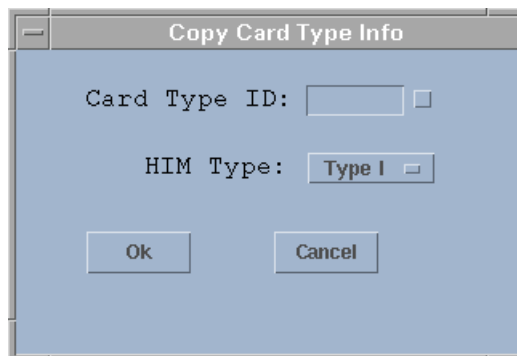 Copy Card Type Info
Card Type ID:
HIM Type: Type I
Ok Cancel